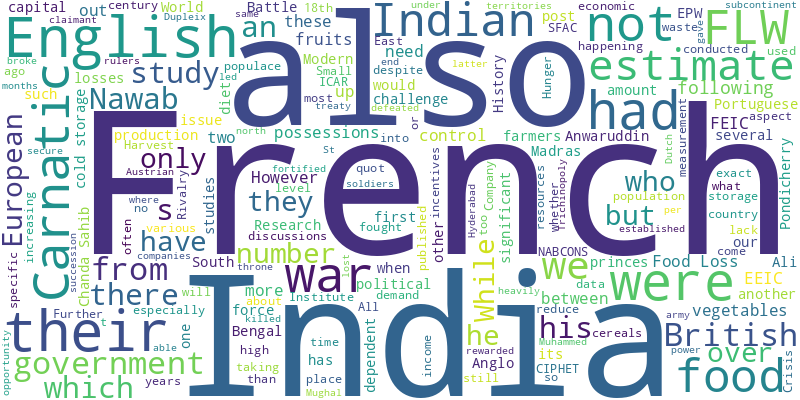 French
India
also
English
Indian
not
FLW
estimate
had
Carnatic
Nawab
study
European
only
from
have
there
their
government
which
number
war
they
we
were
who
but
his
British
over
food
While
he
an
capital
out
century
World
Battle
18th
Dupleix
these
fruits
need
post
SFAC
economic
EPW
happening
conducted
waste
territories
under
used
subcontinent
gave
claimant
rulers
broke
ago
months
losses
such
populace
Modern
Small
ICAR
most
treaty
end
despite
East
latter
defeated
same
led
diet
up
would
challenge
control
History
Hunger
amount
following
Portuguese
FEIC
several
aspect
measurement
Dutch
Pondicherry
secure
increasing
cold storage
issue
production
Harvest
Austrian
Rivalry
two
possessions
north
St
fortified
into
quot
soldiers
level
However
studies
Research
discussions
first
fought
farmers
Madras
Anwaruddin
or
other
incentives
Company
significant
too
published
Hyderabad
Trichinopoly
whether
resources
population
per
established
exact
what
storage
country
lack
our
come
Ali
princes
Food Loss
EEIC
another
between
data
reduce
vegetables
cereals
Muhammed
army
power
Crisis
NABCONS
its
Anglo
CIPHET
so
rewarded
still
income
dependent
has
political
when
demand
about
All
Institute
South
more
force
killed
Bengal
high
taking
than
time
place
lost
heavily
throne
will
one
especially
various
often
where
no
companies
specific
Chanda Sahib
succession
Further
t
able
years
Mughal
opportunity
s